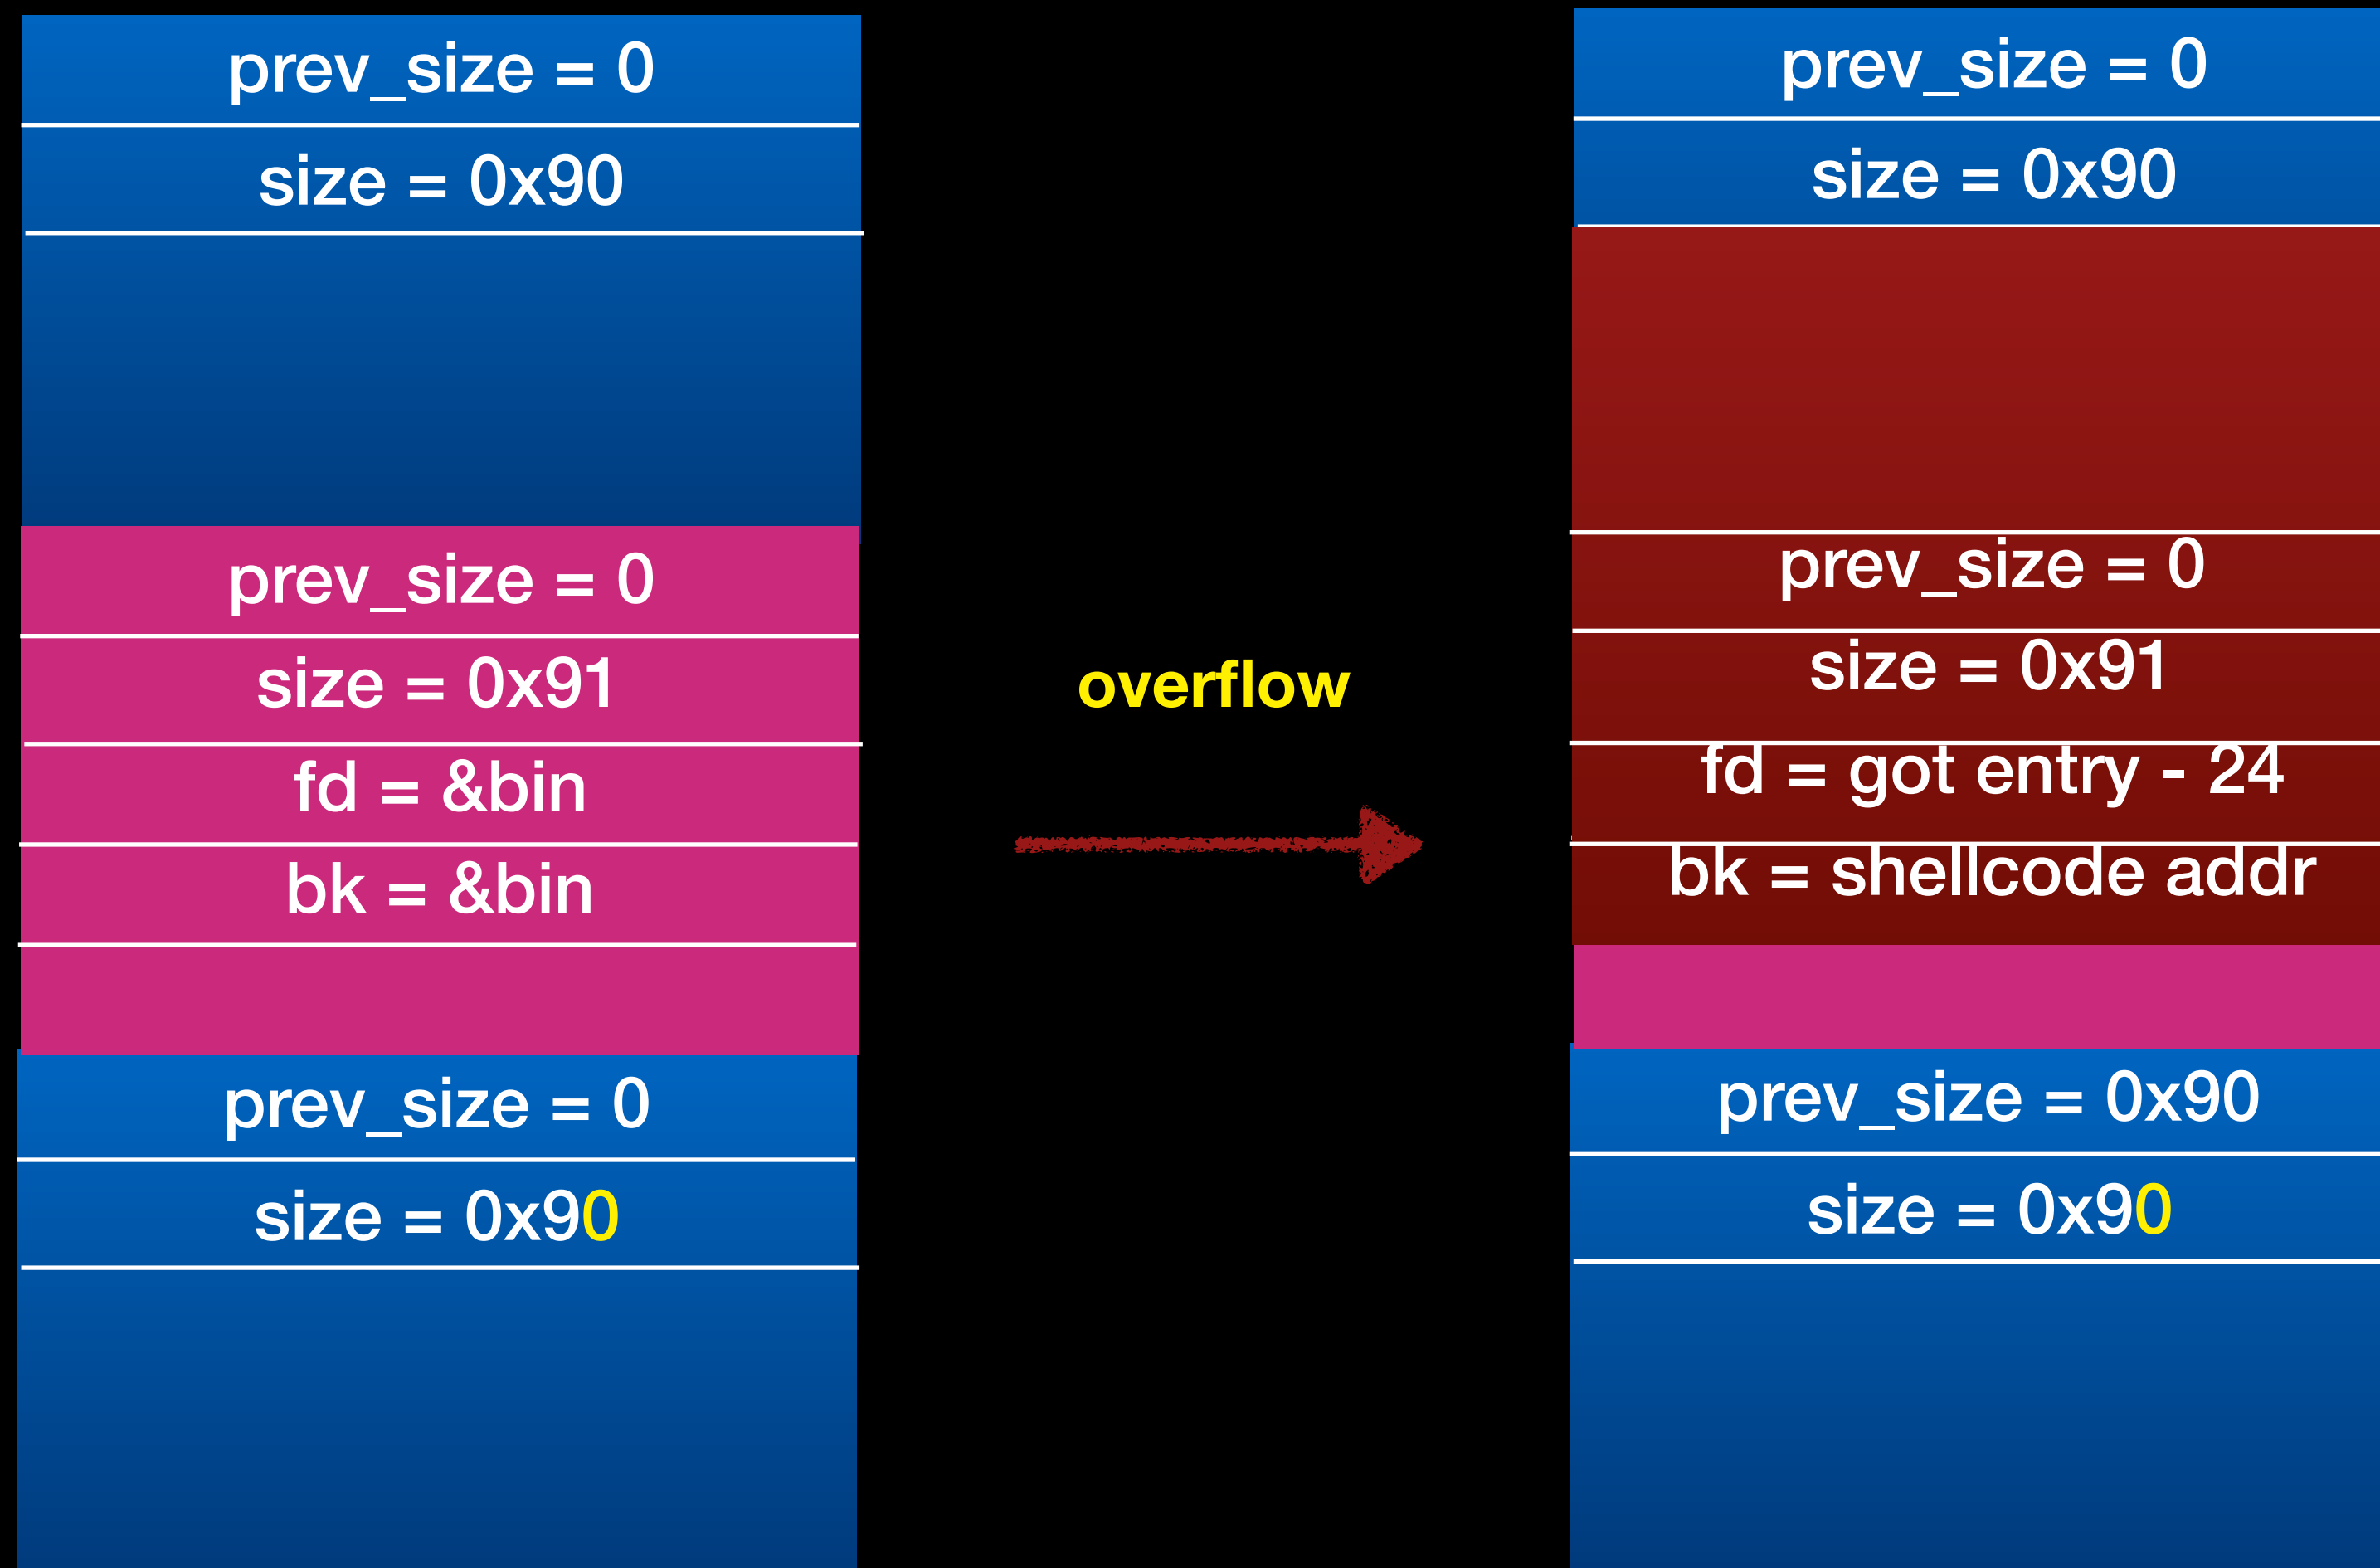 prev_size = 0
size = 0x90
prev_size = 0
size = 0x91
fd = &bin
bk = &bin
prev_size = 0
size = 0x90
overflow
prev_size = 0
size = 0x90
prev_size = 0
size = 0x91
fd = got entry - 24
bk = shellcode addr
prev_size = 0x90
size = 0x90